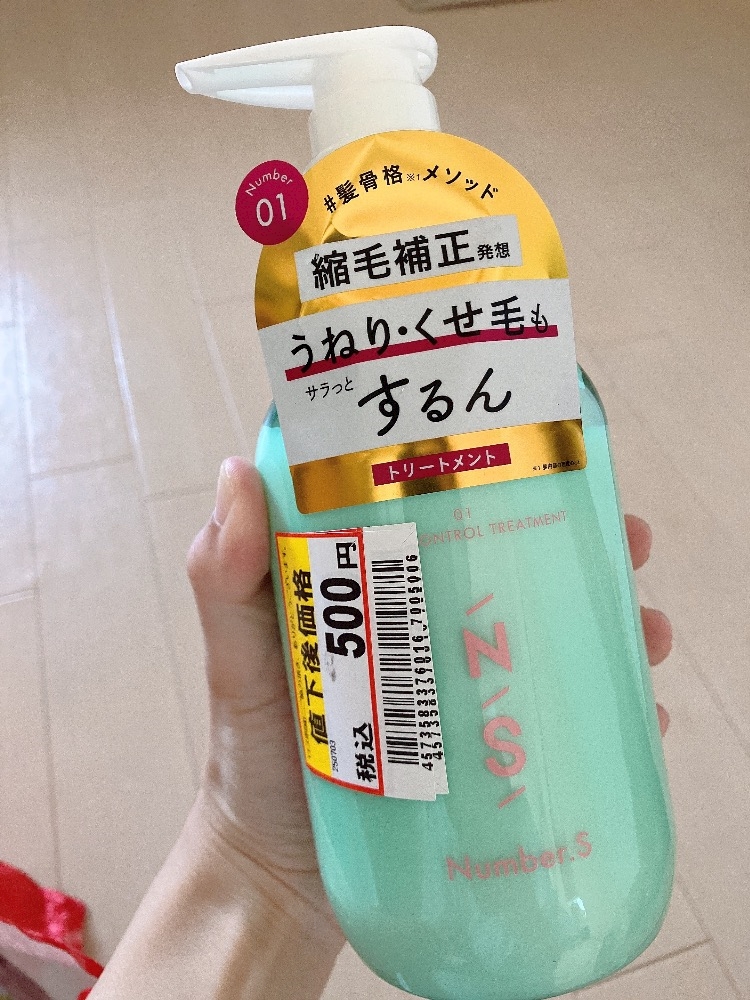 Number
01
#髪骨格※1メソッド
縮毛補正発想
うねり・くせ毛も
サラっと
するん
トリートメント
01
CONTROL TREATMENT
N
S
Number.S
値下後価格
500円
税込
250703